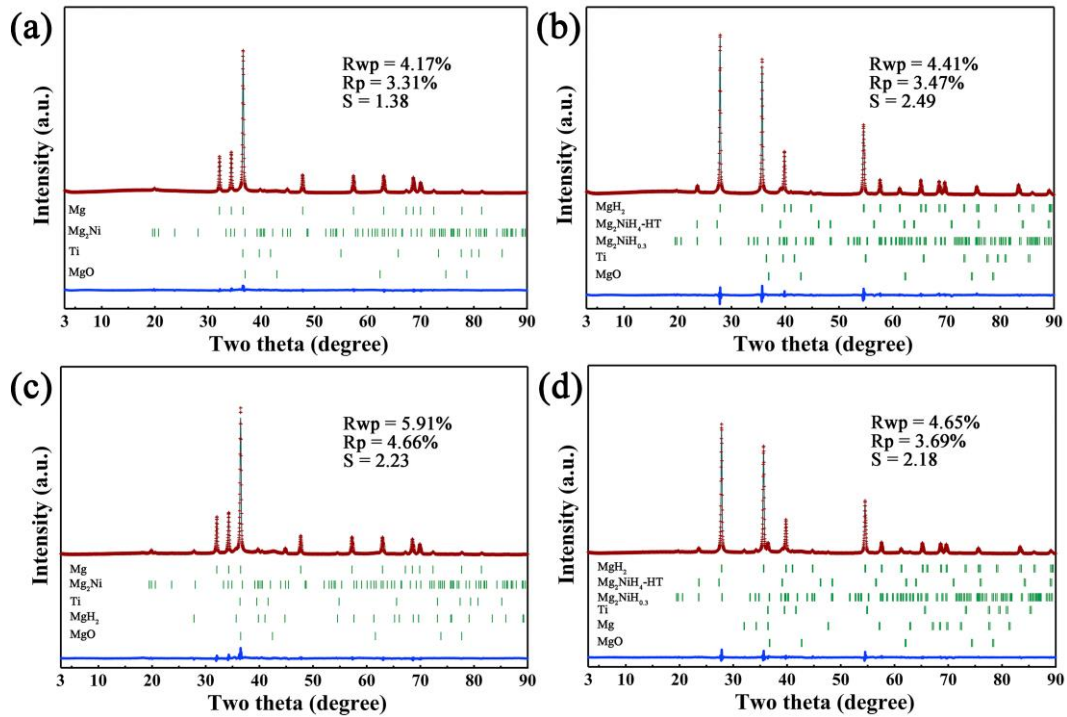 (a)
Rwp = 4.17%
Rp = 3.31%
S = 1.38
Intensity (a.u.)
Mg
Mg₂Ni
Ti
MgO
3 10 20 30 40 50 60 70 80 90
Two theta (degree)
(b)
Rwp = 4.41%
Rp = 3.47%
S = 2.49
Intensity (a.u.)
MgH₂
Mg₂NiH₄-HT
Mg₂NiH₀.₃
Ti
MgO
3 10 20 30 40 50 60 70 80 90
Two theta (degree)
(c)
Rwp = 5.91%
Rp = 4.66%
S = 2.23
Intensity (a.u.)
Mg
Mg₂Ni
Ti
MgH₂
MgO
3 10 20 30 40 50 60 70 80 90
Two theta (degree)
(d)
Rwp = 4.65%
Rp = 3.69%
S = 2.18
Intensity (a.u.)
MgH₂
Mg₂NiH₄-HT
Mg₂NiH₀.₃
Ti
Mg
MgO
3 10 20 30 40 50 60 70 80 90
Two theta (degree)